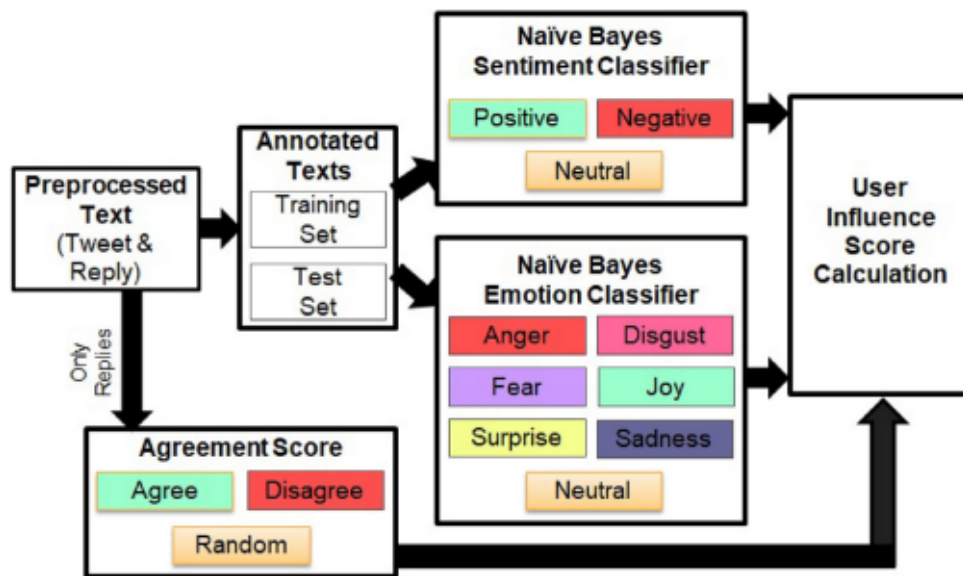 Preprocessed
Text
(Tweet &
Reply)
Only
Replies
Annotated
Texts
Training
Set
Test
Set
Naïve Bayes
Sentiment Classifier
Positive
Negative
Neutral
Naïve Bayes
Emotion Classifier
Anger
Disgust
Fear
Joy
Surprise
Sadness
Neutral
Agreement Score
Agree
Disagree
Random
User
Influence
Score
Calculation